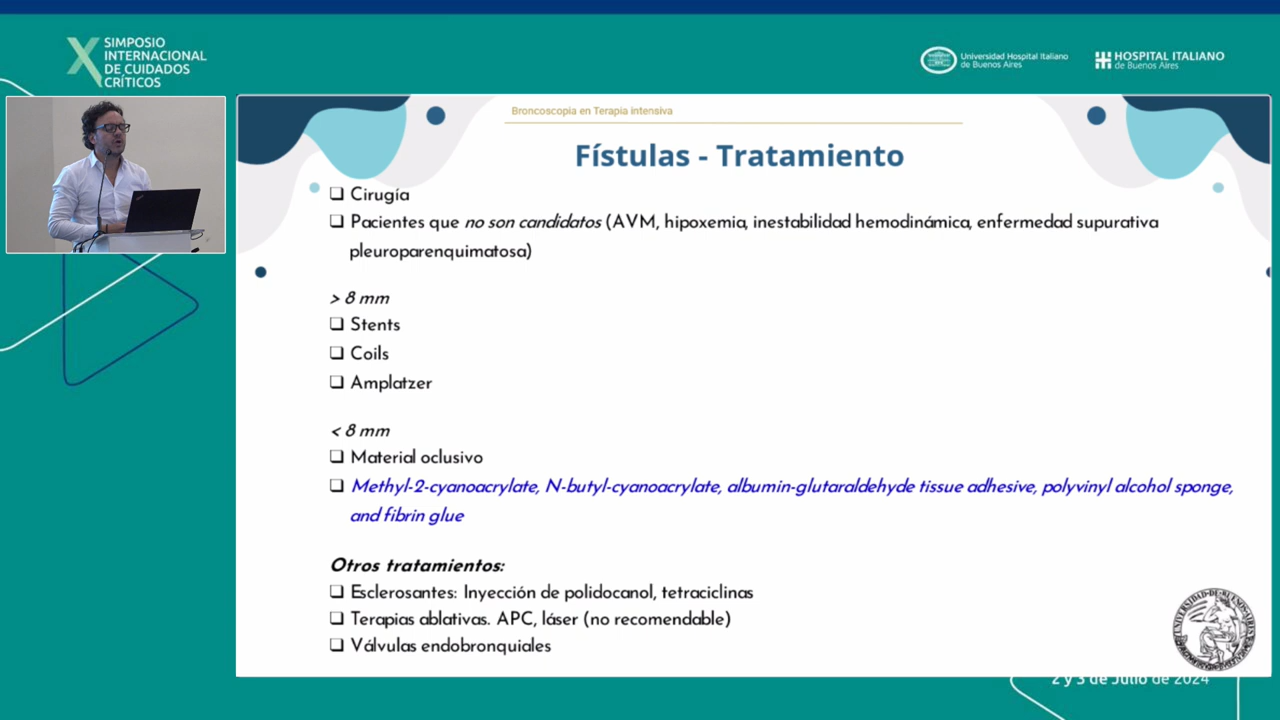 X SIMPOSIO
INTERNACIONAL
DE CUIDADOS
CRÍTICOS
Universidad Hospital Italiano
de Buenos Aires
HOSPITAL ITALIANO
de Buenos Aires
Broncoscopia en Terapia intensiva
Fístulas - Tratamiento
❑ Cirugía
❑ Pacientes que no son candidatos (AVM, hipoxemia, inestabilidad hemodinámica, enfermedad supurativa
pleuroparenquimatosa)
> 8 mm
❑ Stents
❑ Coils
❑ Amplatzer
< 8 mm
❑ Material oclusivo
❑ Methyl-2-cyanoacrylate, N-butyl-cyanoacrylate, albumin-glutaraldehyde tissue adhesive, polyvinyl alcohol sponge,
and fibrin glue
Otros tratamientos:
❑ Esclerosantes: Inyección de polidocanol, tetraciclinas
❑ Terapias ablativas. APC, láser (no recomendable)
❑ Válvulas endobronquiales
2 y 3 de Julio de 2024